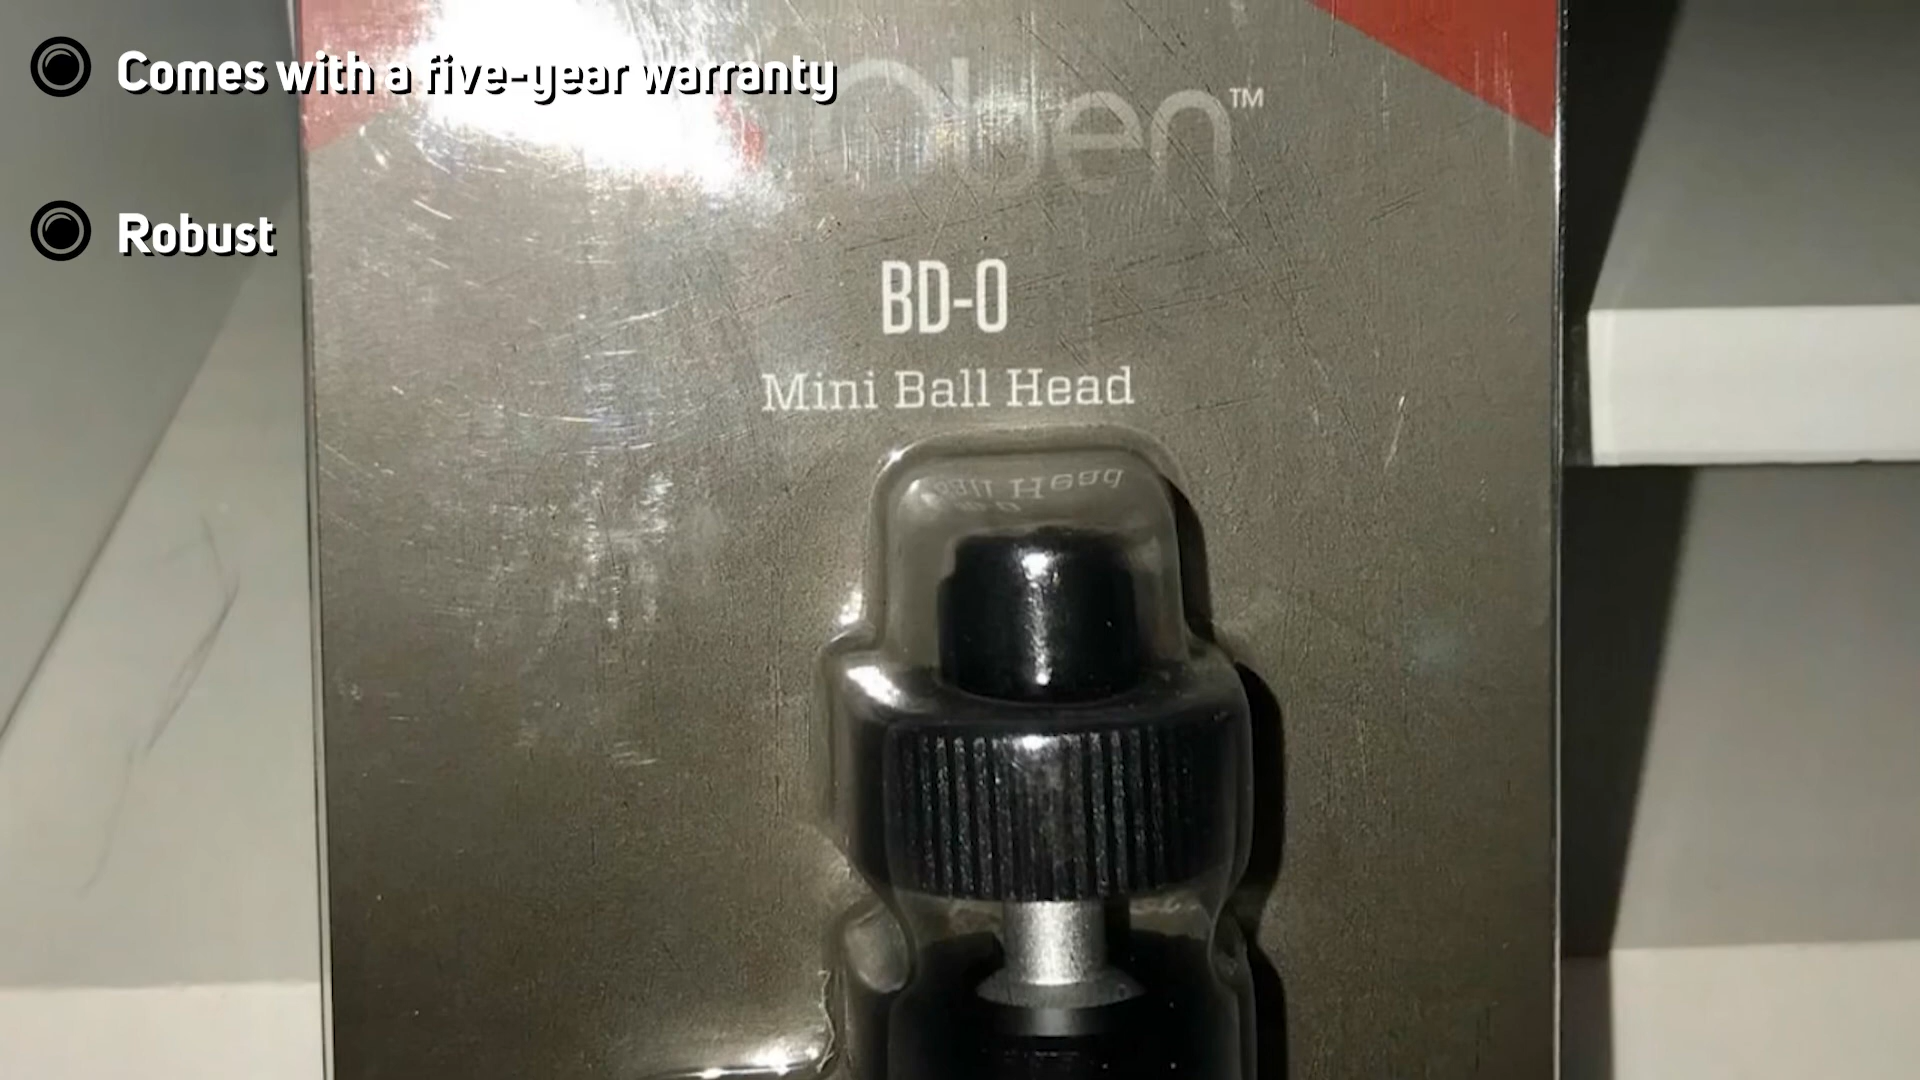 Comes with a five-year warranty
Oben™
Robust
BD-0
Mini Ball Head